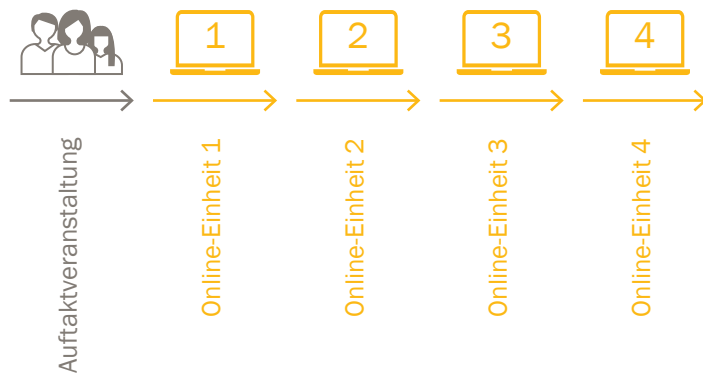 1
2
3
4
Auftaktveranstaltung
Online-Einheit 1
Online-Einheit 2
Online-Einheit 3
Online-Einheit 4